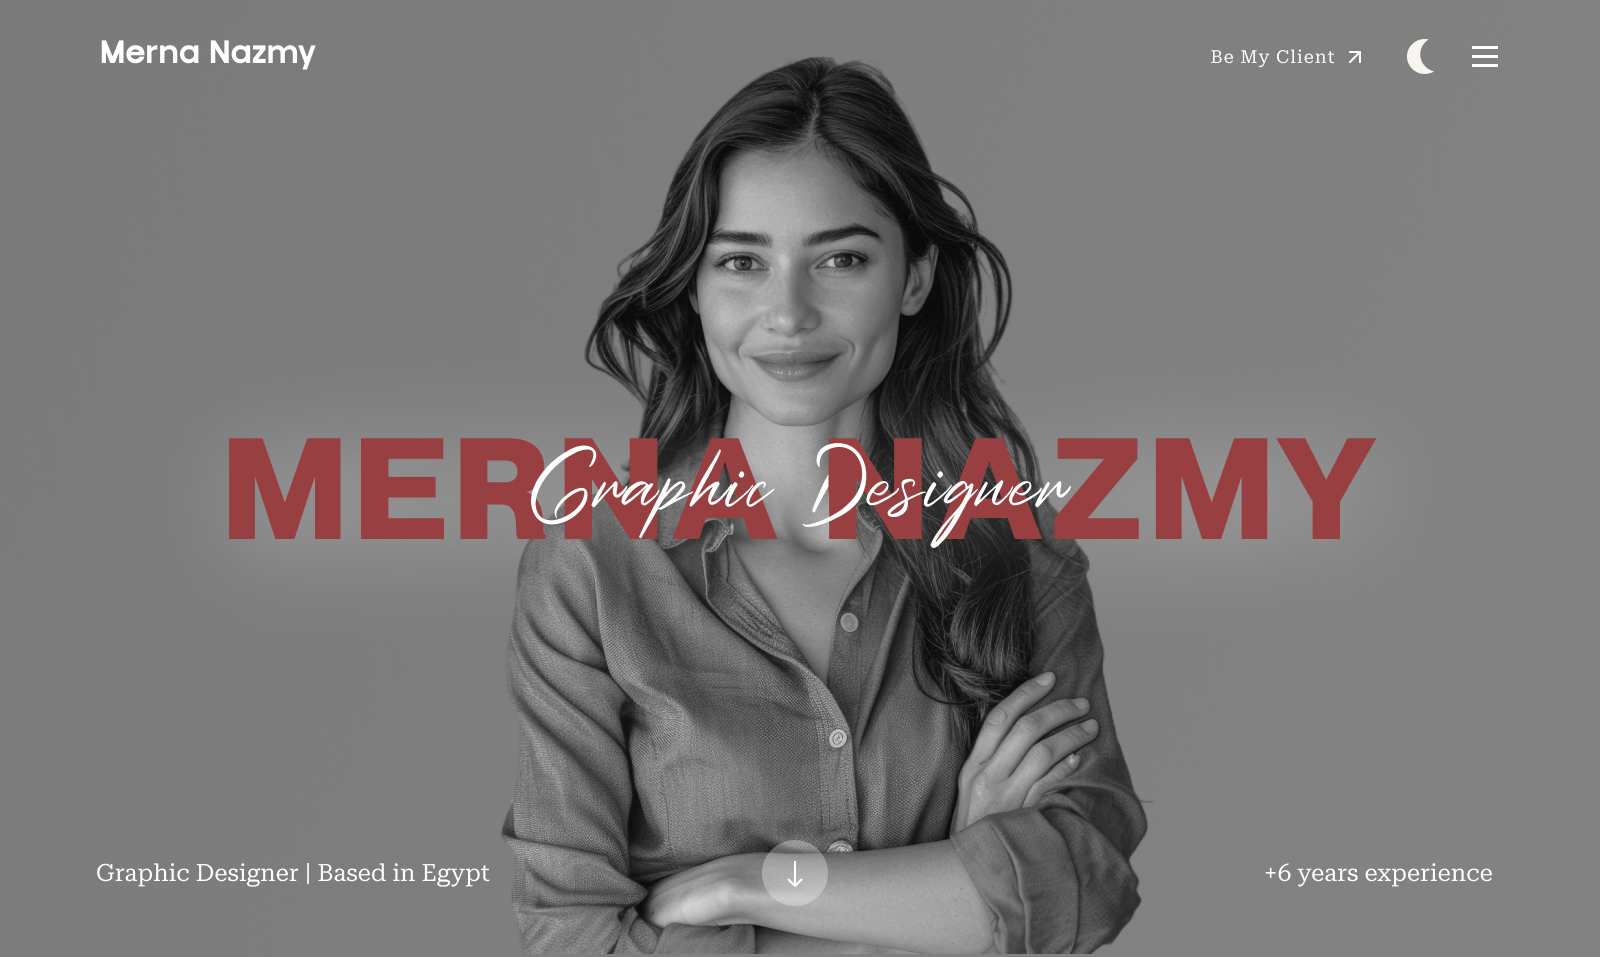 Merna Nazmy
Be My Client
MERNA NAZMY
Graphic Designer
Graphic Designer | Based in Egypt
+6 years experience